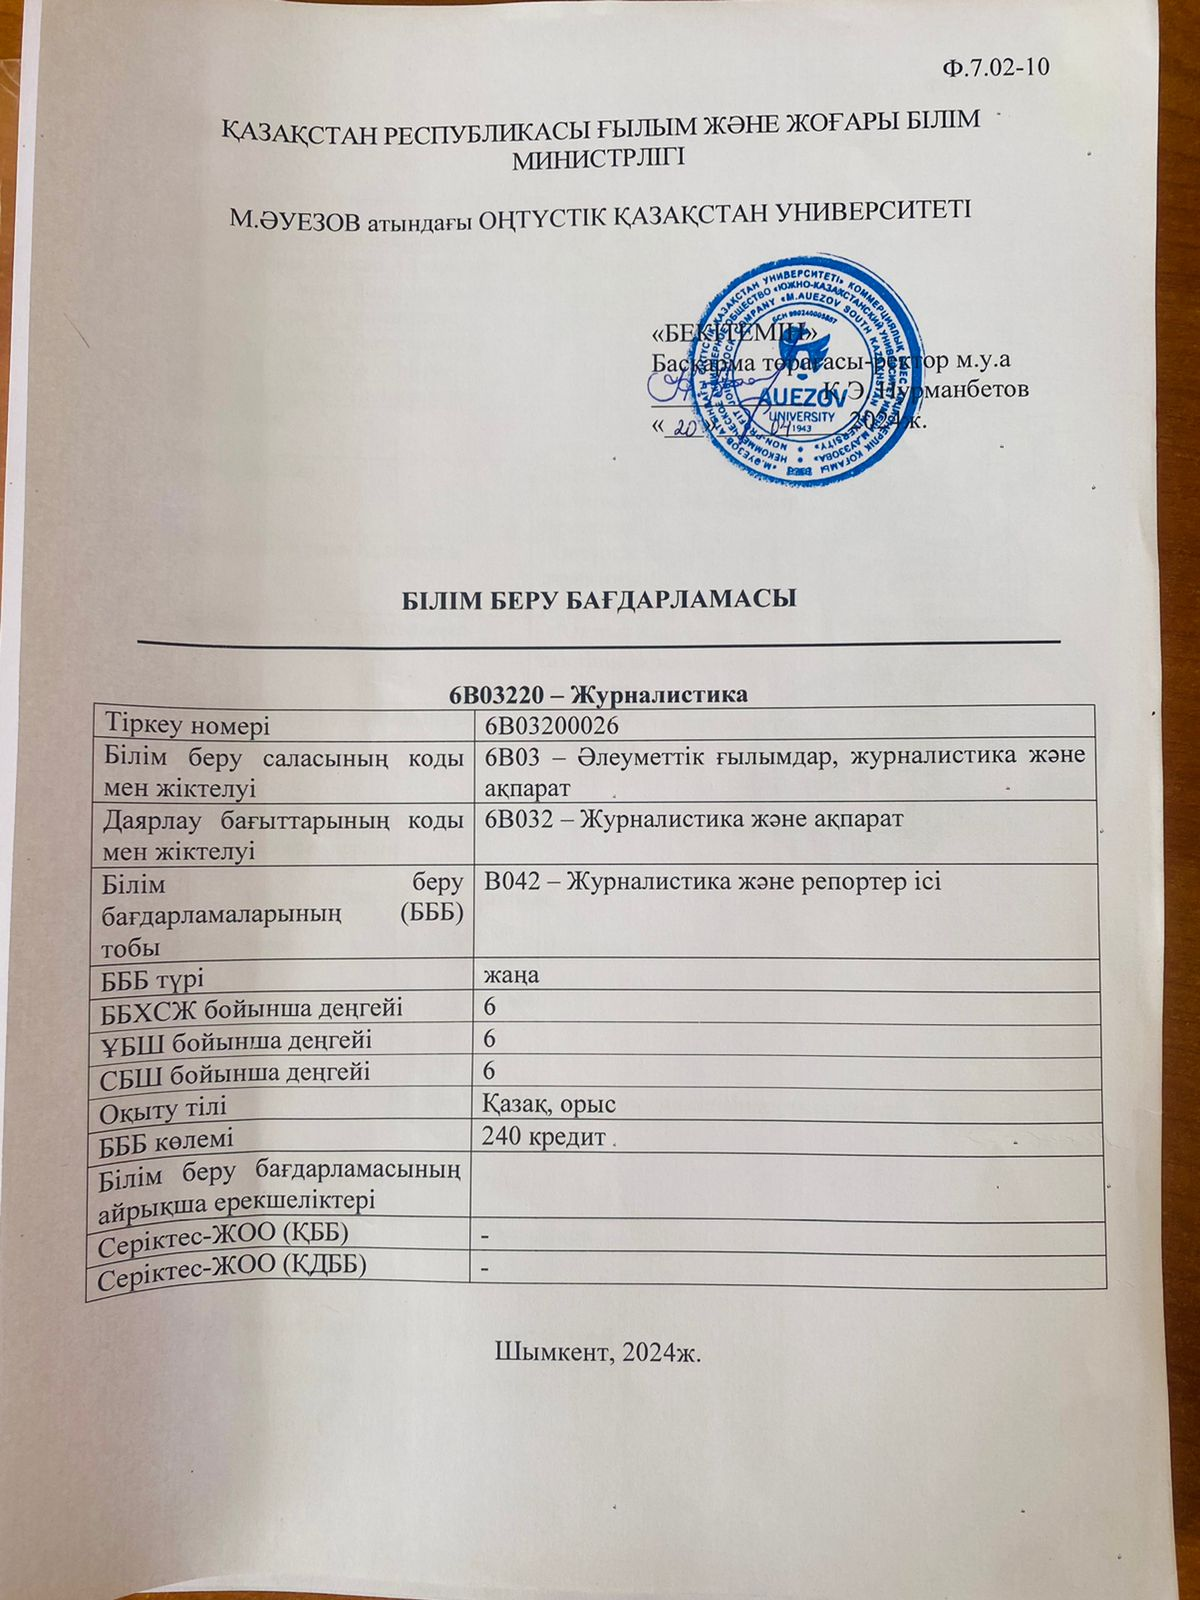 Ф.7.02-10
ҚАЗАҚСТАН РЕСПУБЛИКАСЫ ҒЫЛЫМ ЖӘНЕ ЖОҒАРЫ БІЛІМ
МИНИСТРЛІГІ
М.ӘУЕЗОВ атындағы ОҢТҮСТІК ҚАЗАҚСТАН УНИВЕРСИТЕТІ
«БЕКІТЕМІН»
Басқарма төрағасы-ректор м.у.а
К.Э. Нурманбетов
« 20 » 04 2024 ж.
AUEZOV
UNIVERSITY
1943
БІЛІМ БЕРУ БАҒДАРЛАМАСЫ
6В03220 – Журналистика
Тіркеу номері 6В03200026
Білім беру саласының коды 6В03 – Әлеуметтік ғылымдар, журналистика және
мен жіктелуі ақпарат
Даярлау бағыттарының коды 6В032 – Журналистика және ақпарат
мен жіктелуі
Білім беру В042 – Журналистика және репортер ісі
бағдарламаларының (БББ)
тобы
БББ түрі жаңа
ББХСЖ бойынша деңгейі 6
ҰБШ бойынша деңгейі 6
СБШ бойынша деңгейі 6
Оқыту тілі Қазақ, орыс
БББ көлемі 240 кредит
Білім беру бағдарламасының
айрықша ерекшеліктері
Серіктес-ЖОО (ҚББ) -
Серіктес-ЖОО (ҚДББ) -
Шымкент, 2024ж.